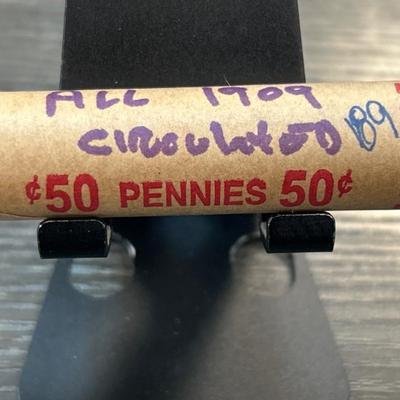 ALL 1909
CIRCULATED 189
¢50 PENNIES 50¢